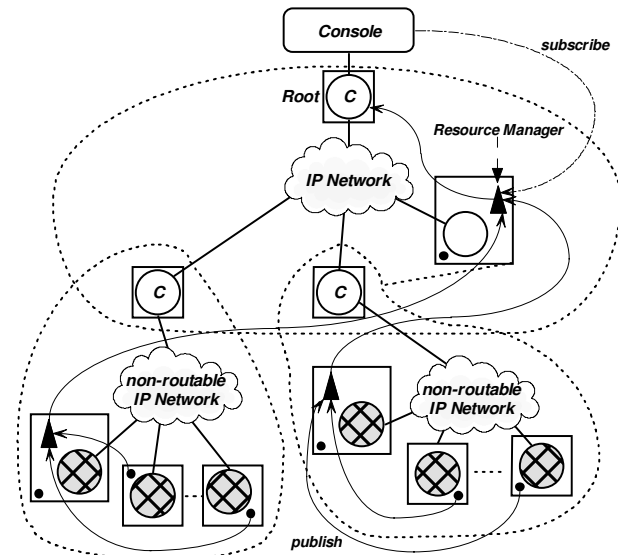 Console
subscribe
Root
C
Resource Manager
IP Network
C
C
non-routable
IP Network
non-routable
IP Network
publish